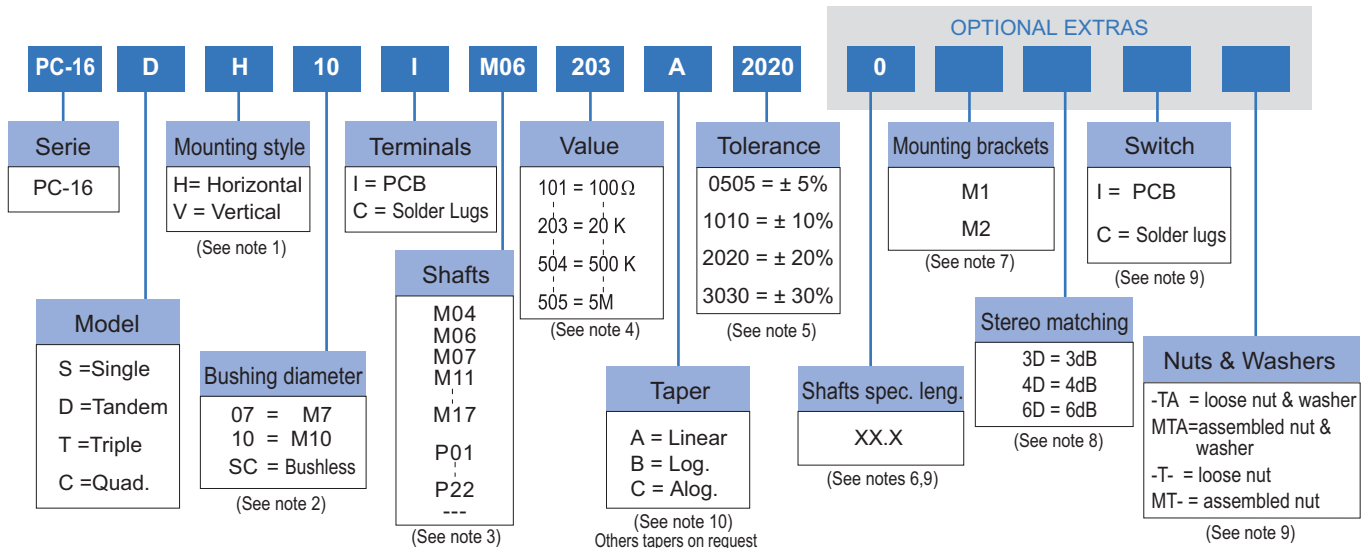 OPTIONAL EXTRAS
PC-16 D H 10 I M06 203 A 2020 0
Serie
PC-16
Mounting style
H= Horizontal
V = Vertical
(See note 1)
Terminals
I = PCB
C = Solder Lugs
Value
101 = 100Ω
203 = 20 K
504 = 500 K
505 = 5M
(See note 4)
Tolerance
0505 = ± 5%
1010 = ± 10%
2020 = ± 20%
3030 = ± 30%
(See note 5)
Mounting brackets
M1
M2
(See note 7)
Switch
I = PCB
C = Solder lugs
(See note 9)
Model
S =Single
D =Tandem
T =Triple
C =Quad.
Bushing diameter
07 = M7
10 = M10
SC = Bushless
(See note 2)
Shafts
M04
M06
M07
M11
M17
P01
P22
---
(See note 3)
Taper
A = Linear
B = Log.
C = Alog.
(See note 10)
Others tapers on request
Shafts spec. leng.
XX.X
(See notes 6,9)
Stereo matching
3D = 3dB
4D = 4dB
6D = 6dB
(See note 8)
Nuts & Washers
-TA = loose nut & washer
MTA=assembled nut &
washer
-T- = loose nut
MT- = assembled nut
(See note 9)